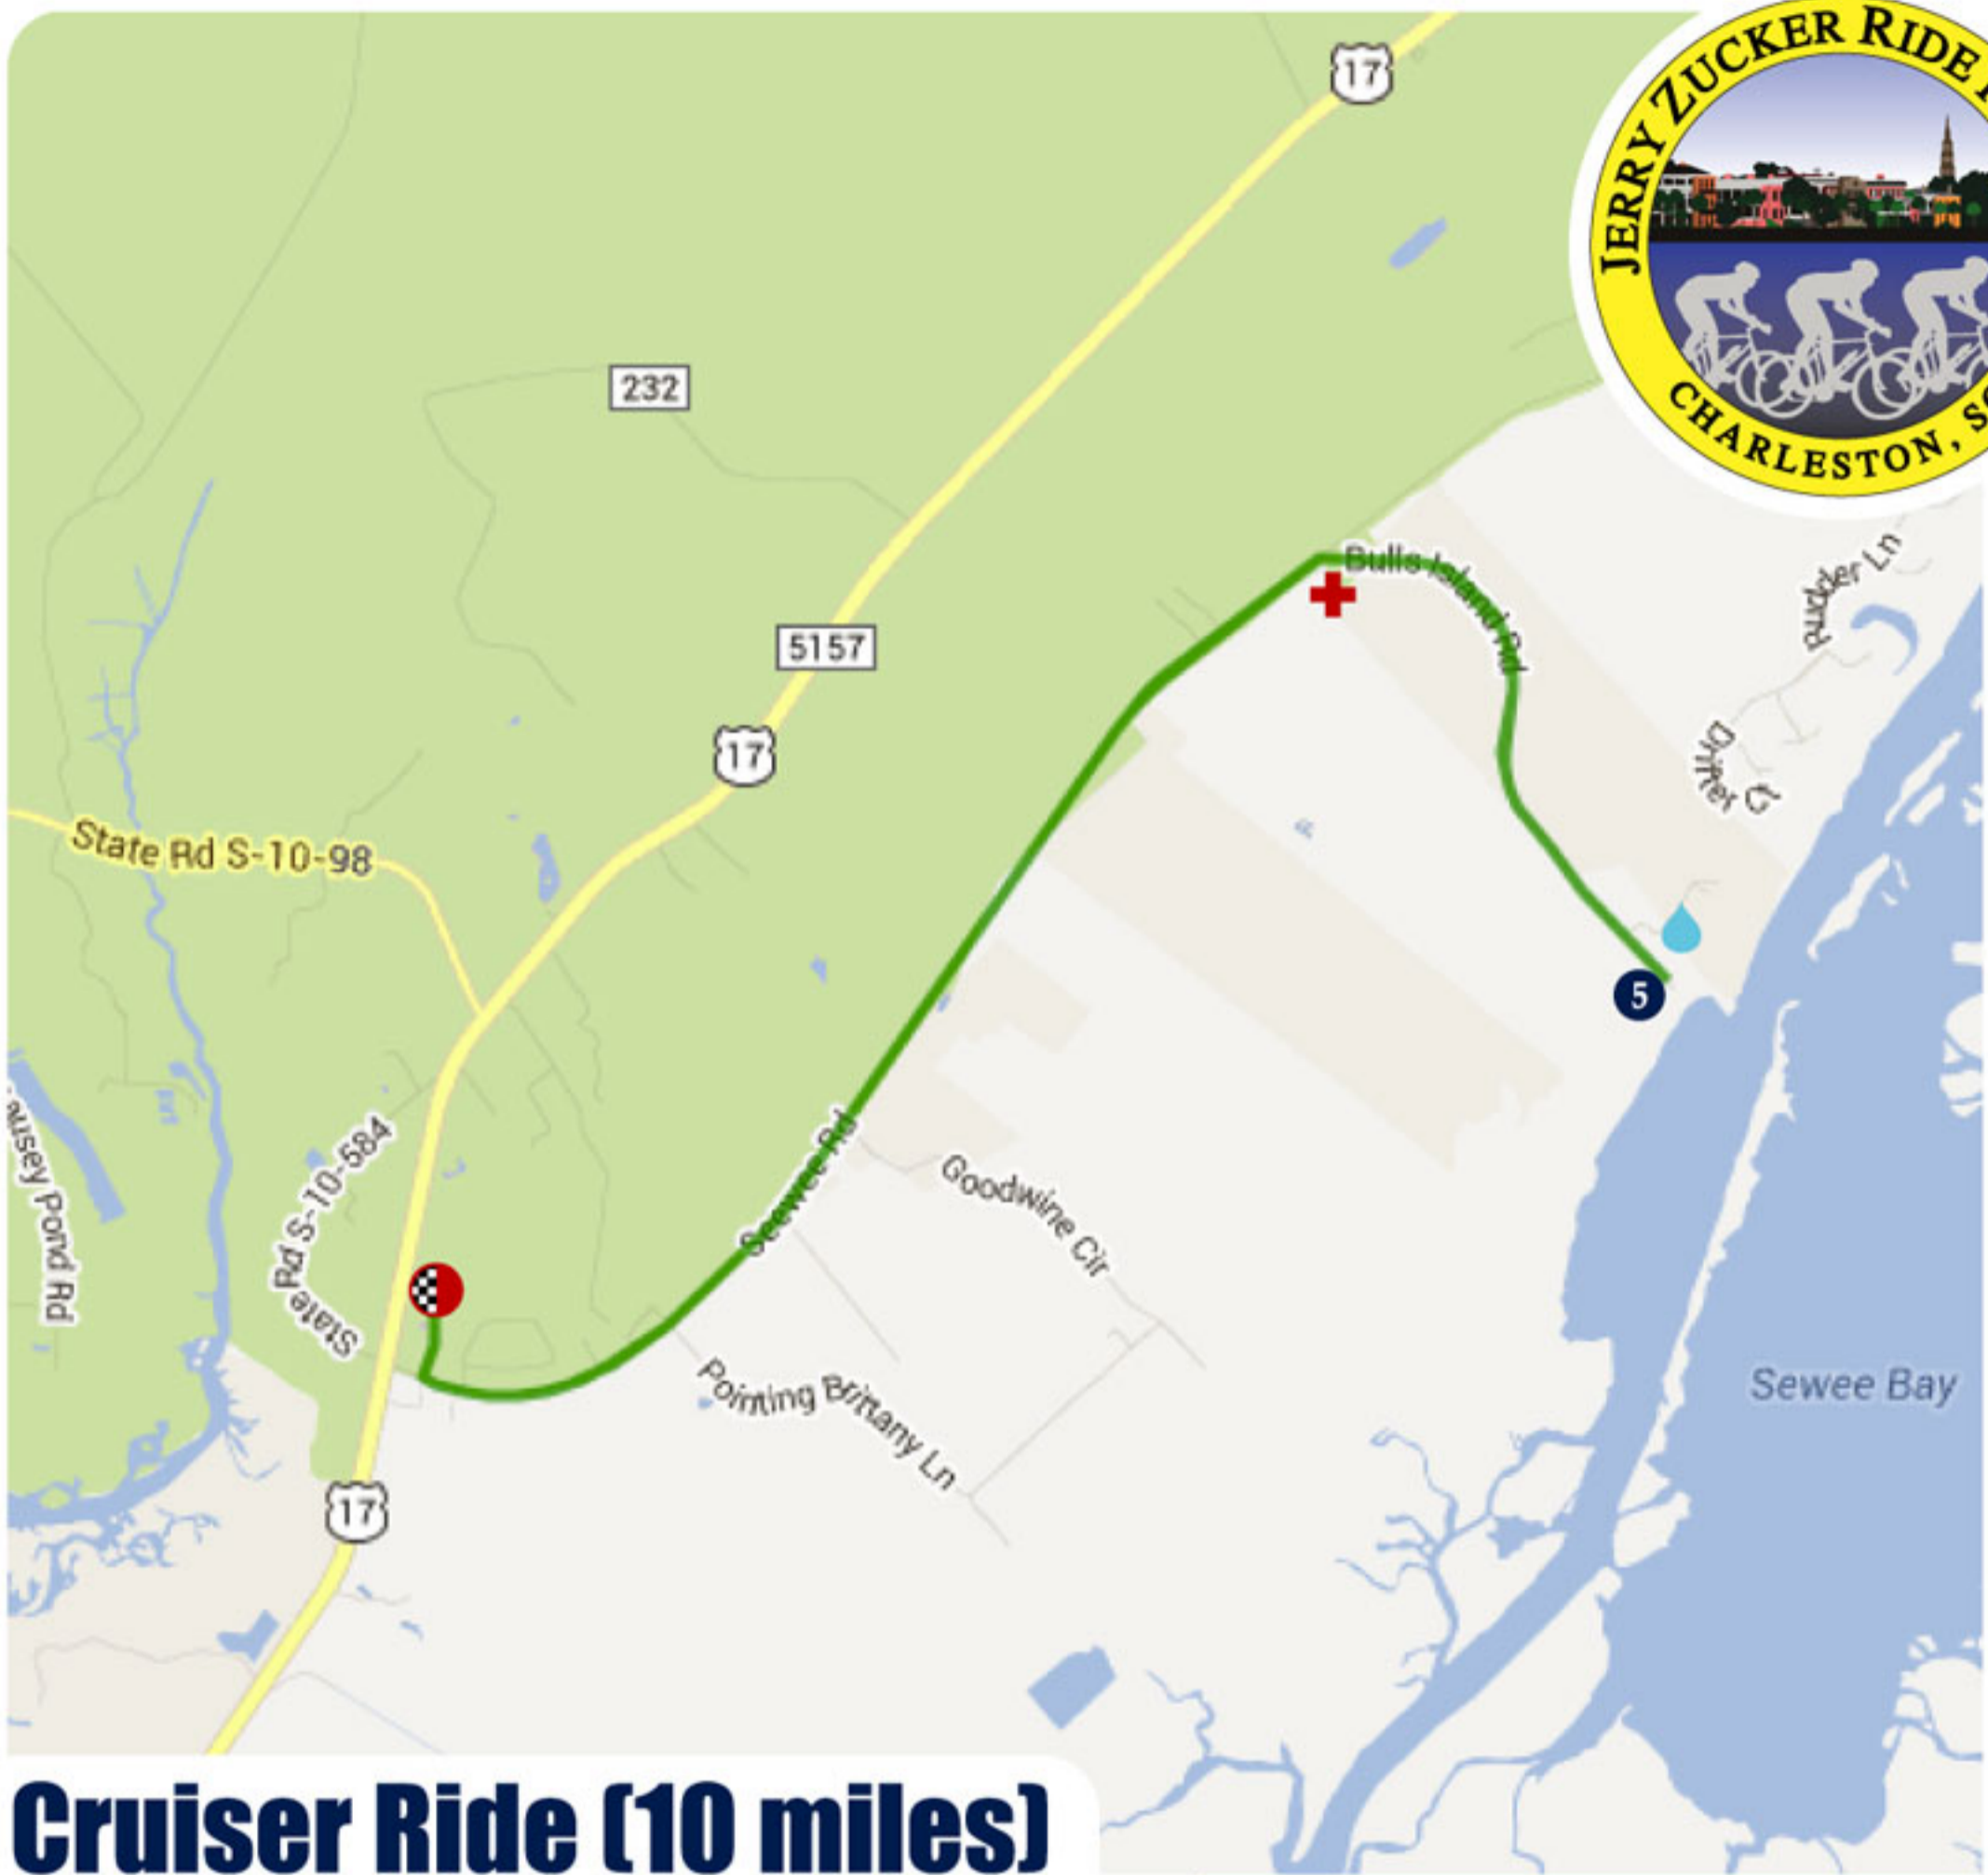 17
JERRY ZUCKER RIDE
CHARLESTON,
232
Bulls Island Rd
Rudder Ln
5157
17
Drifter Ct
State Rd S-10-98
5
State Rd S-10-584
Seewee Rd
Goodwine Cir
Pond Rd
Pointing Brittany Ln
Sewee Bay
17
Cruiser Ride (10 miles)